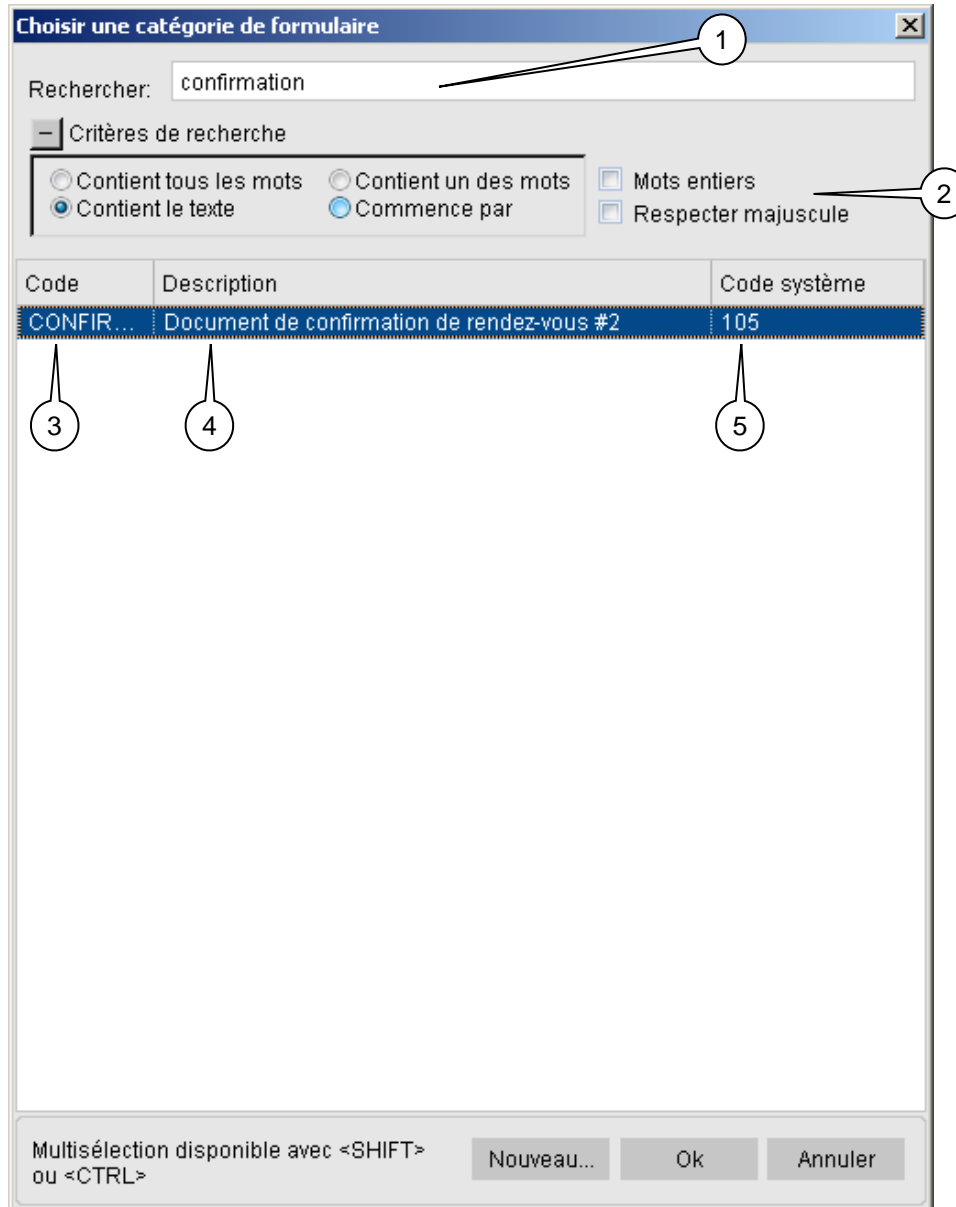 Choisir une catégorie de formulaire
1
Rechercher: confirmation
Critères de recherche
Contient tous les mots Contient un des mots Mots entiers
Contient le texte Commence par Respecter majuscule
2
Code Description Code système
CONFIR... Document de confirmation de rendez-vous #2 105
3 4 5
Multisélection disponible avec <SHIFT>
ou <CTRL>
Nouveau... Ok Annuler